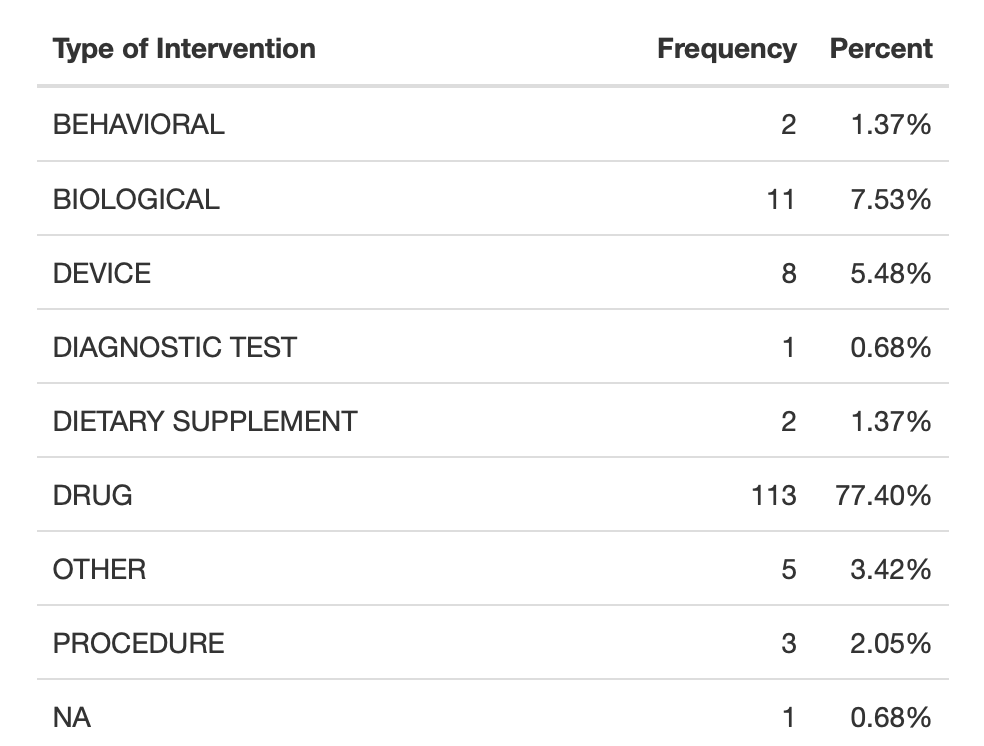 Type of Intervention Frequency Percent
BEHAVIORAL 2 1.37%
BIOLOGICAL 11 7.53%
DEVICE 8 5.48%
DIAGNOSTIC TEST 1 0.68%
DIETARY SUPPLEMENT 2 1.37%
DRUG 113 77.40%
OTHER 5 3.42%
PROCEDURE 3 2.05%
NA 1 0.68%